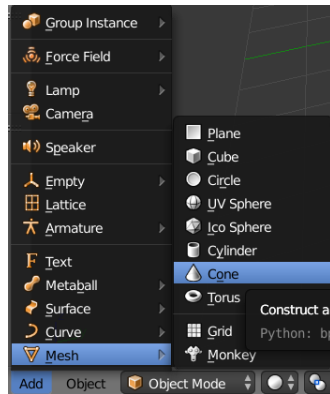 Group Instance
Force Field
Lamp
Camera
Speaker
Empty
Lattice
Armature
Text
Metaball
Surface
Curve
Mesh
Plane
Cube
Circle
UV Sphere
Ico Sphere
Cylinder
Cone
Torus
Grid
Monkey
Construct a
Python: bp
Add Object Object Mode